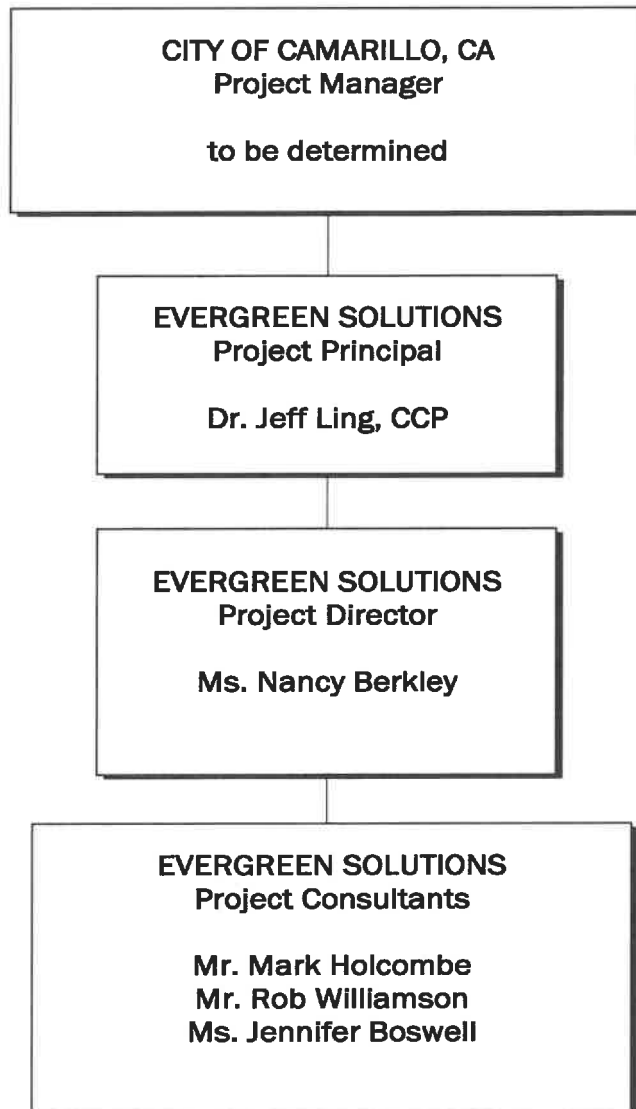 CITY OF CAMARILLO, CA
Project Manager
to be determined
EVERGREEN SOLUTIONS
Project Principal
Dr. Jeff Ling, CCP
EVERGREEN SOLUTIONS
Project Director
Ms. Nancy Berkley
EVERGREEN SOLUTIONS
Project Consultants
Mr. Mark Holcombe
Mr. Rob Williamson
Ms. Jennifer Boswell